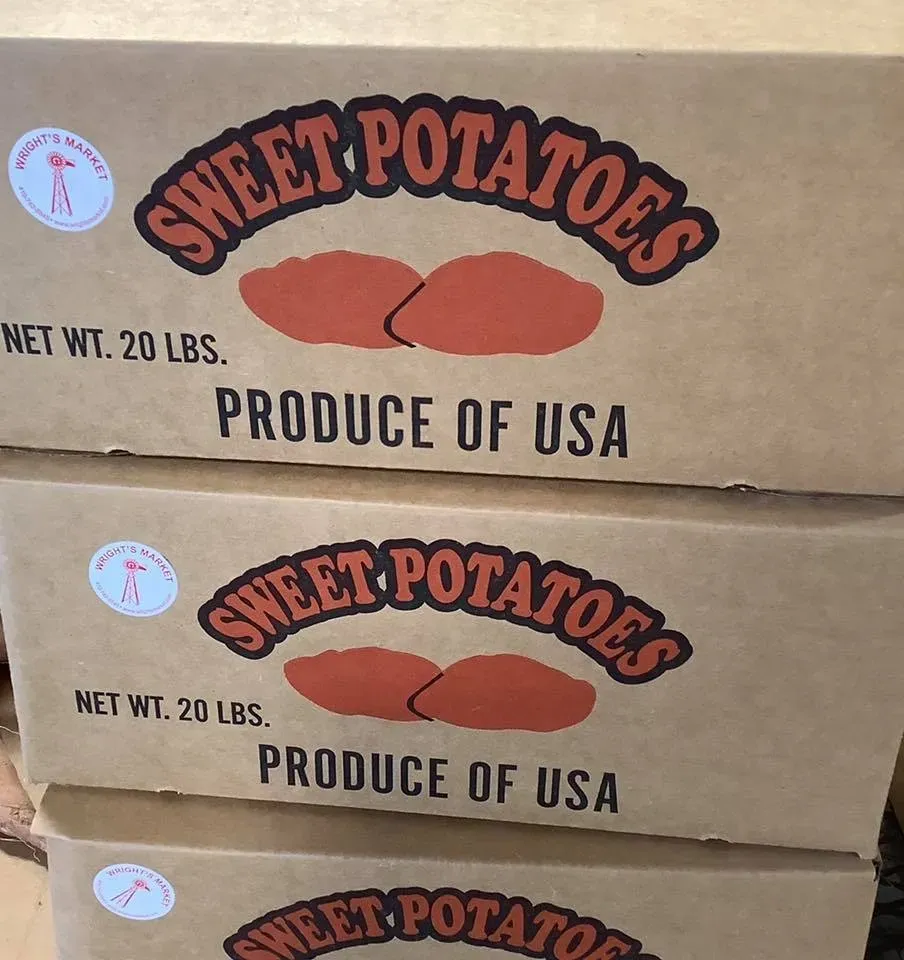 SWEET POTATOES
WRIGHT'S MARKET
NET WT. 20 LBS.
PRODUCE OF USA
SWEET POTATOES
WRIGHT'S MARKET
NET WT. 20 LBS.
PRODUCE OF USA
WRIGHT'S MARKET
SWEET POTATOES